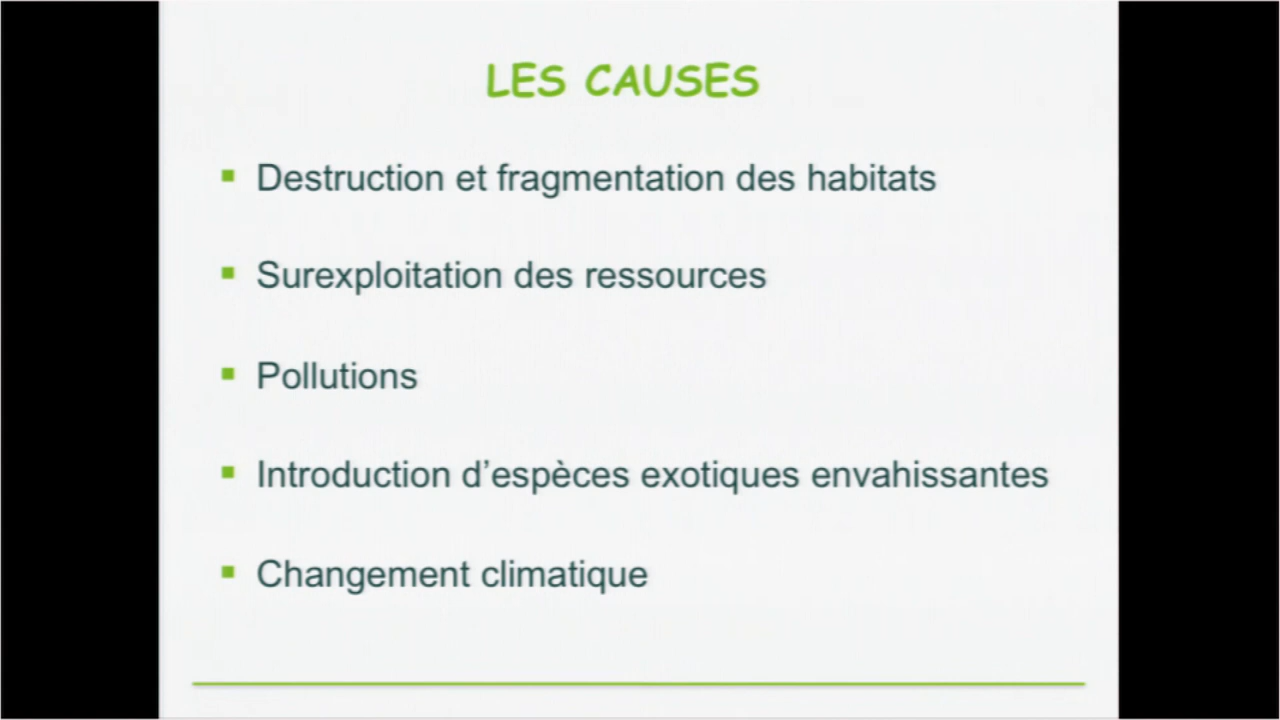 LES CAUSES
Destruction et fragmentation des habitats
Surexploitation des ressources
Pollutions
Introduction d’espèces exotiques envahissantes
Changement climatique